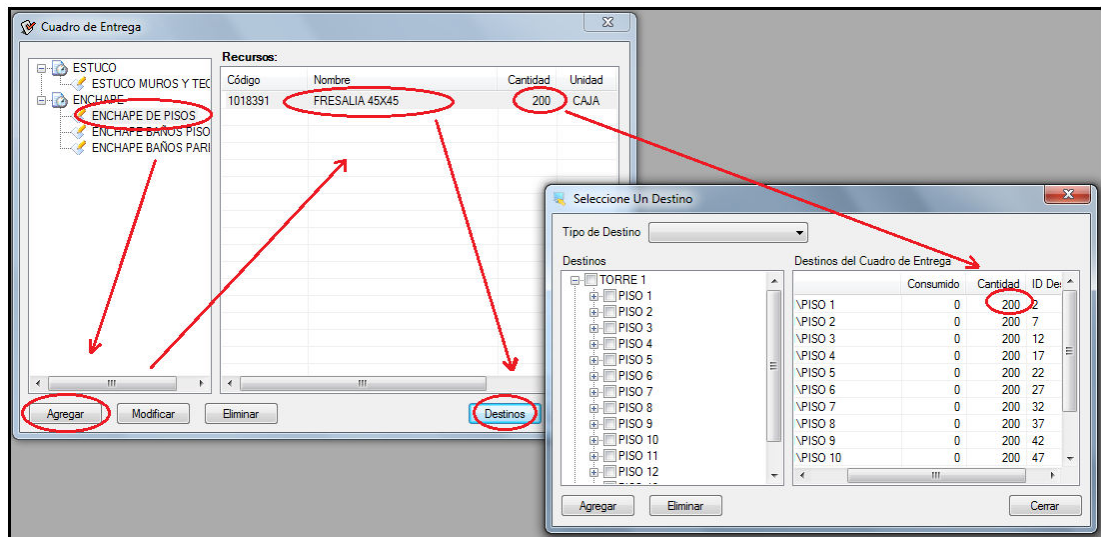 Cuadro de Entrega
ESTUCO
ESTUCO MUROS Y TEC
ENCHAPE
ENCHAPE DE PISOS
ENCHAPE BAÑOS PISO
ENCHAPE BAÑOS PARI
Recursos:
Código Nombre Cantidad Unidad
1018391 FRESALIA 45X45 200 CAJA
Agregar Modificar Eliminar Destinos
Seleccione Un Destino
Tipo de Destino
Destinos
TORRE 1
PISO 1
PISO 2
PISO 3
PISO 4
PISO 5
PISO 6
PISO 7
PISO 8
PISO 9
PISO 10
PISO 11
PISO 12
Destinos del Cuadro de Entrega
Consumido Cantidad ID De
\PISO 1 0 200 2
\PISO 2 0 200 7
\PISO 3 0 200 12
\PISO 4 0 200 17
\PISO 5 0 200 22
\PISO 6 0 200 27
\PISO 7 0 200 32
\PISO 8 0 200 37
\PISO 9 0 200 42
\PISO 10 0 200 47
Agregar Eliminar Cerrar